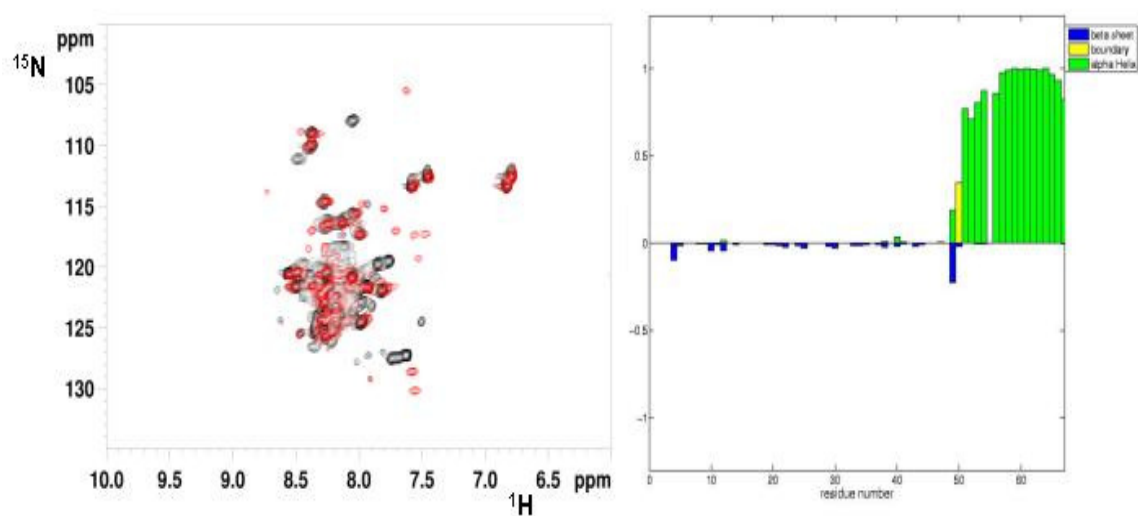 ppm
15N
105
110
115
120
125
130
10.0 9.5 9.0 8.5 8.0 7.5 7.0 6.5 ppm
1H
beta sheet
boundary
alpha Helix
1
0.5
0
-0.5
-1
0 10 20 30 40 50 60
residue number